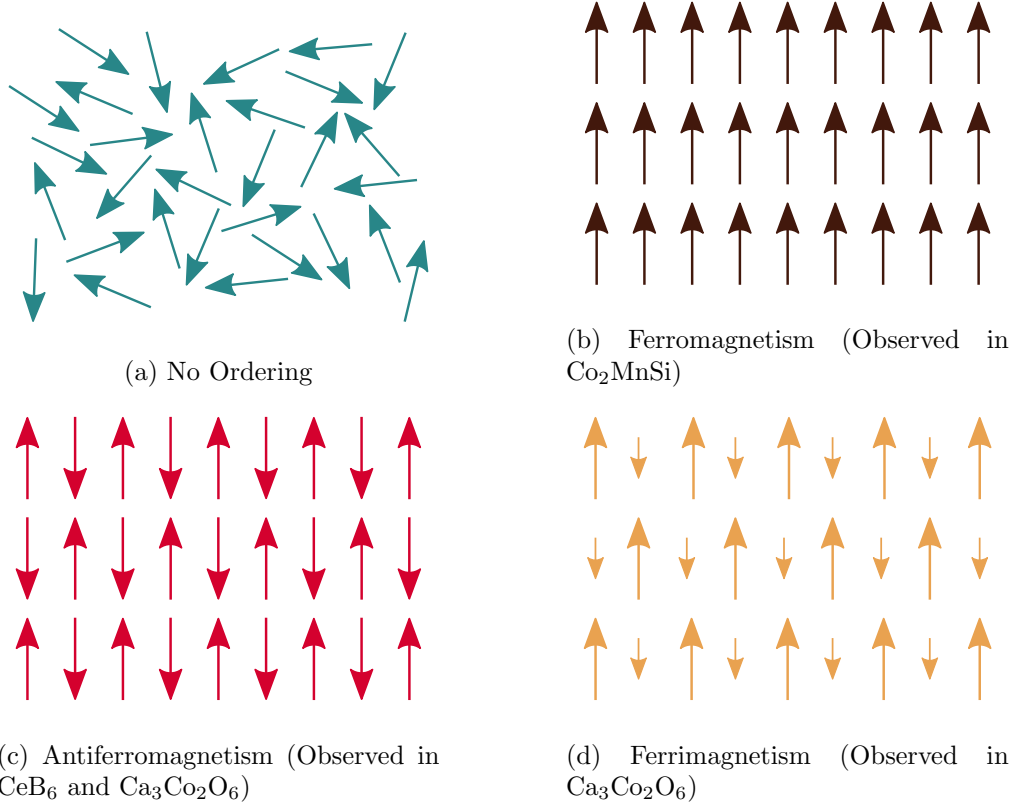 (a) No Ordering
(b) Ferromagnetism (Observed in
Co₂MnSi)
(c) Antiferromagnetism (Observed in
CeB₆ and Ca₃Co₂O₆)
(d) Ferrimagnetism (Observed in
Ca₃Co₂O₆)